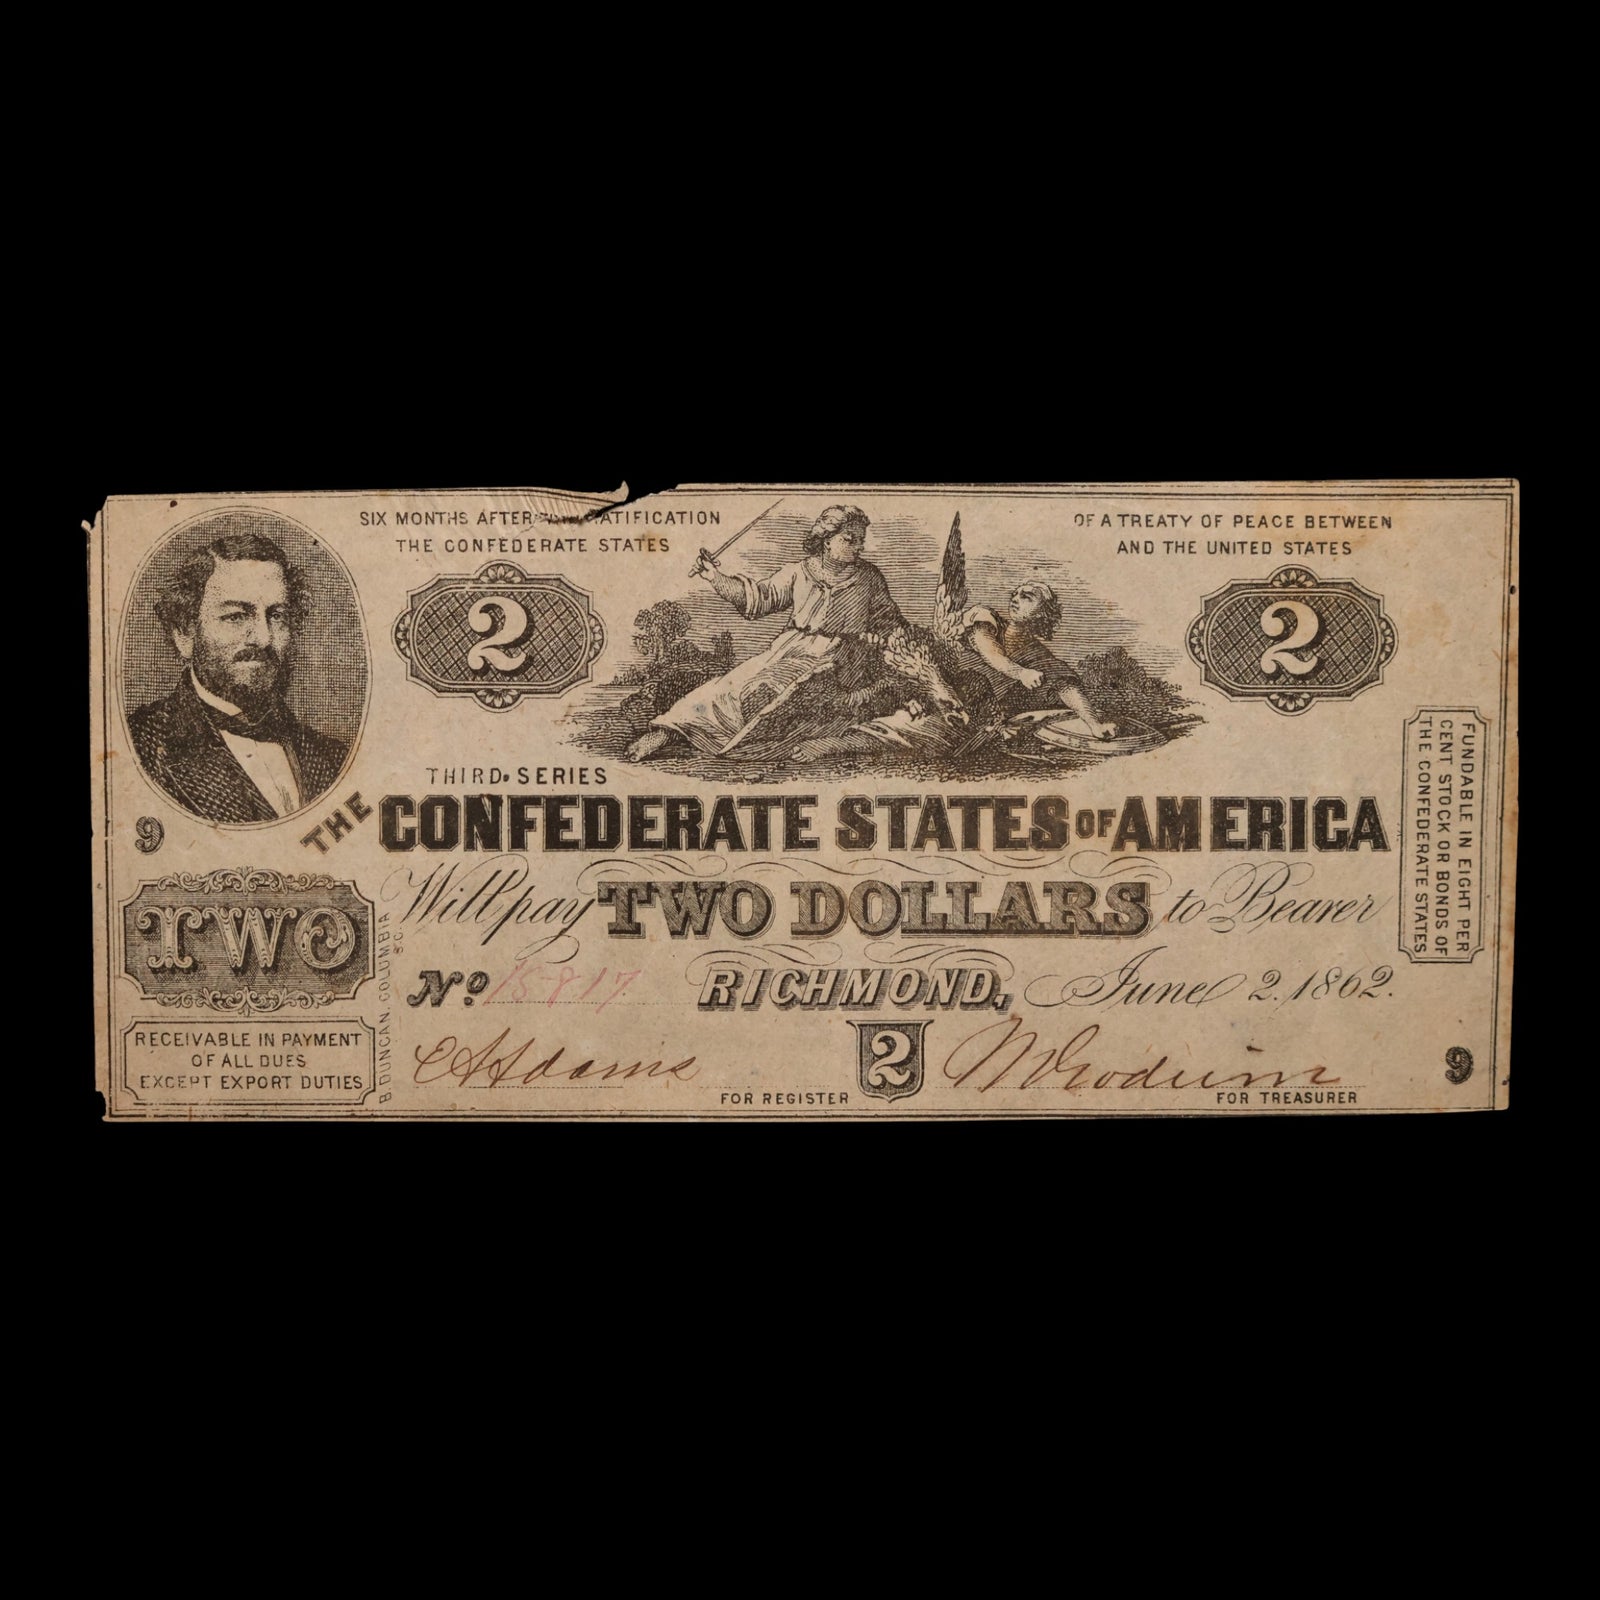 SIX MONTHS AFTER RATIFICATION
THE CONFEDERATE STATES
OF A TREATY OF PEACE BETWEEN
AND THE UNITED STATES
2
2
THIRD SERIES
THE CONFEDERATE STATES OF AMERICA
9
Will pay TWO DOLLARS to Bearer
TWO
No 15817
RICHMOND, June 2. 1862.
RECEIVABLE IN PAYMENT
OF ALL DUES
EXCEPT EXPORT DUTIES
B. DUNCAN, COLUMBIA
S.C.
FUNDABLE IN EIGHT PER
CENT STOCK OR BONDS OF
THE CONFEDERATE STATES
Adams
FOR REGISTER
2
FOR TREASURER
9